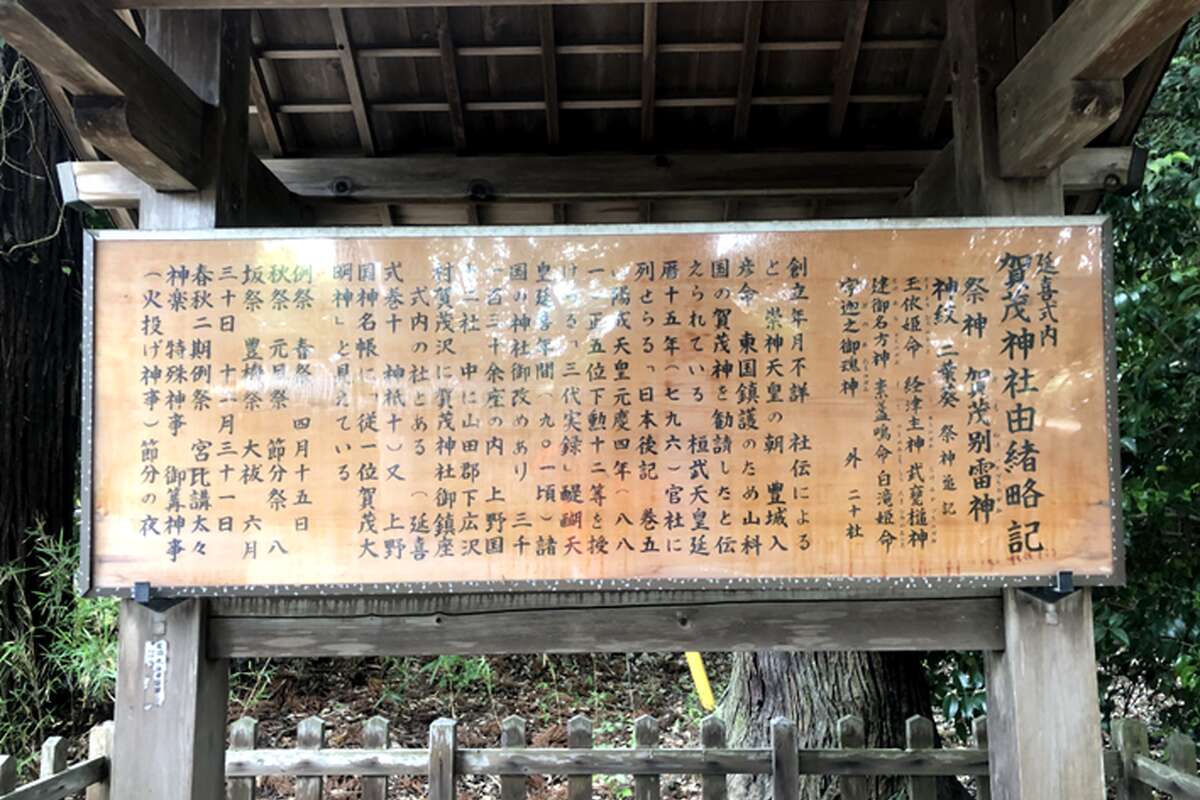 延喜式内
賀茂神社由緒略記
祭神 賀茂別雷神
神紋 二葉葵 祭神追記
玉依姫命 経津主神 武甕槌神
建御名方神 素盞嗚命 白滝姫命
宇迦之御魂神 外 二十社
創立年月不詳 社伝による
と 崇神天皇の朝 豊城入
彦命 東国鎮護のため山科
国の賀茂神を勧請したと伝
えられている 桓武天皇延
暦十五年(七九六)官社に
列せらる「日本後記 巻五
」陽成天皇元慶四年(八八
一)正五位下勲十二等を授
けらる「三代実録」醍醐天
皇延喜年間(九〇一頃)諸
国の神社御改めあり 三千
一百三十余座の内 上野国
十二社 中に山田郡下広沢
村賀茂沢に賀茂神社御鎮座
式内の社とある (延喜
式巻十 神祇十)又 上野
国神名帳に「従一位賀茂大
明神」と見えている
例祭 春祭 四月十五日
秋祭 元旦祭 節分祭 八
坂祭 豊穣祭 大祓 六月
三十日 十二月三十一日
春秋二期例祭 宮比講太々
神楽 特殊神事 御篝神事
(火投げ神事)節分の夜